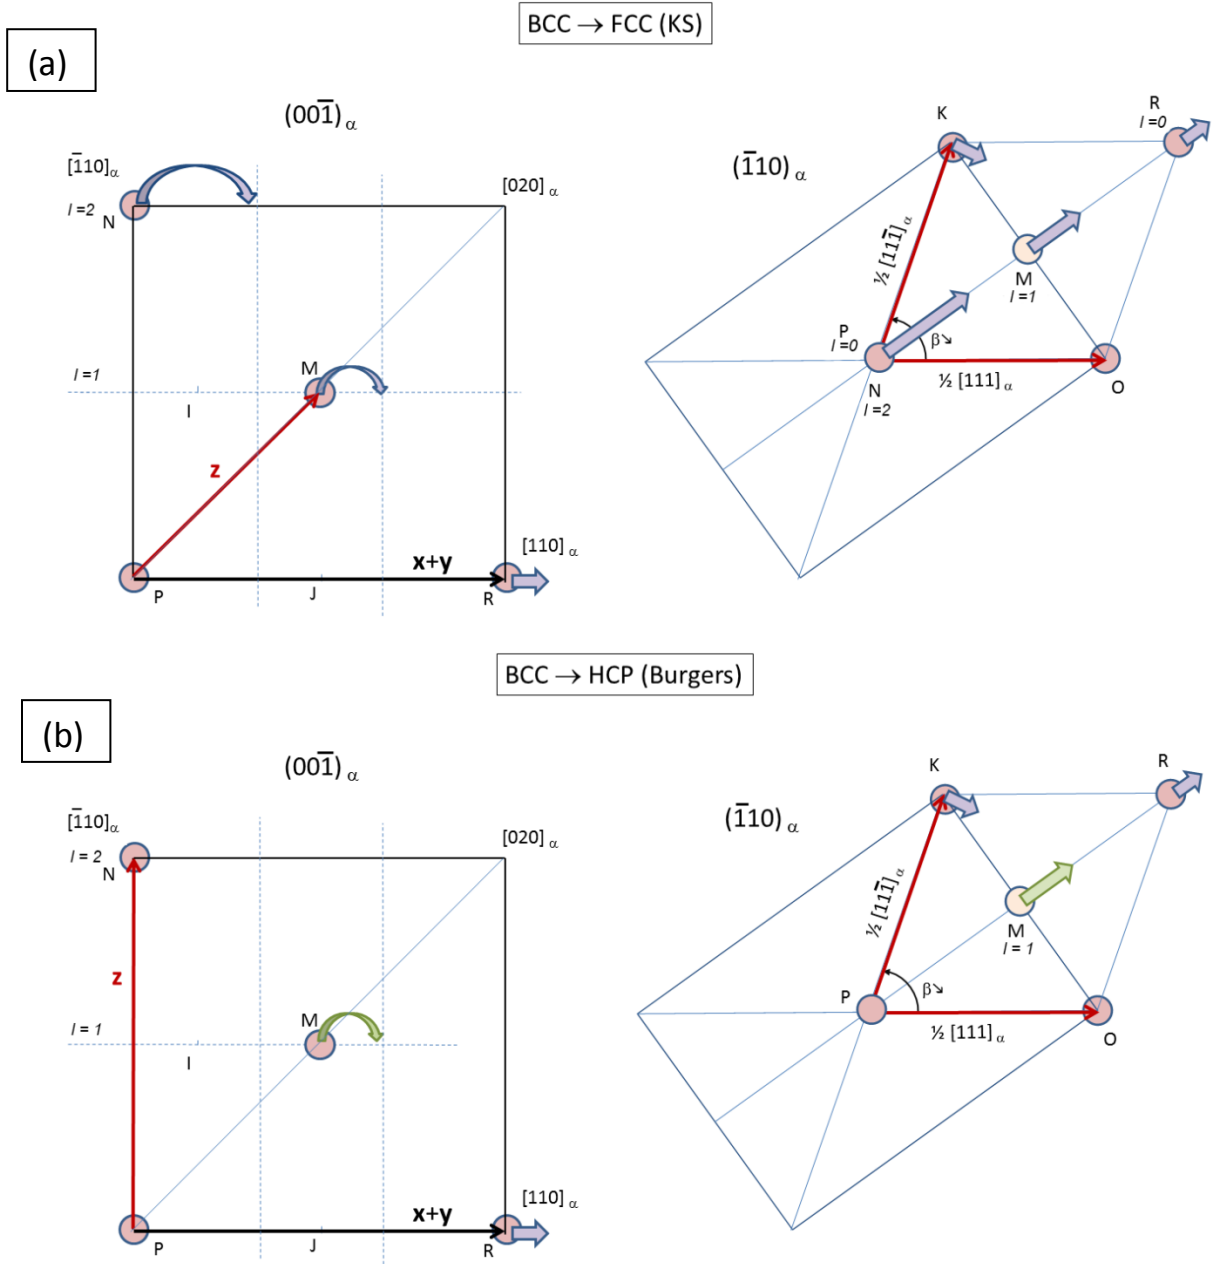 BCC → FCC (KS)
(a)
(001̅) α
[1̅10]α
l =2
N
[020] α
l =1
M
I
z
x+y
[110] α
P
J
R
(1̅10) α
K
R
l =0
½ [111̅] α
M
l =1
P
l =0
β↘
N
l =2
½ [111] α
O
BCC → HCP (Burgers)
(b)
(001̅) α
[1̅10]α
l = 2
N
[020] α
z
l = 1
M
I
x+y
[110] α
P
J
R
(1̅10) α
K
R
½ [111̅] α
M
l = 1
P
β↘
½ [111] α
O